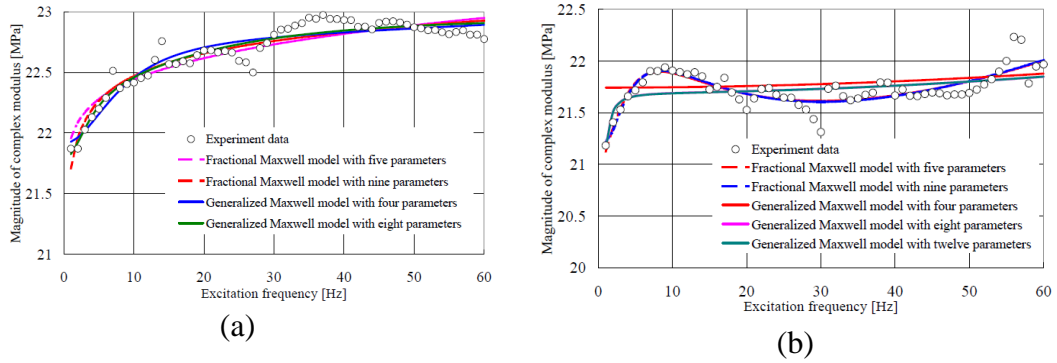 Magnitude of complex modulus [MPa]
23
22.5
22
21.5
21
Experiment data
Fractional Maxwell model with five parameters
Fractional Maxwell model with nine parameters
Generalized Maxwell model with four parameters
Generalized Maxwell model with eight parameters
0 10 20 30 40 50 60
Excitation frequency [Hz]
(a)
Magnitude of complex modulus [MPa]
22.5
22
21.5
21
20.5
20
Experiment data
Fractional Maxwell model with five parameters
Fractional Maxwell model with nine parameters
Generalized Maxwell model with four parameters
Generalized Maxwell model with eight parameters
Generalized Maxwell model with twelve parameters
0 10 20 30 40 50 60
Excitation frequency [Hz]
(b)